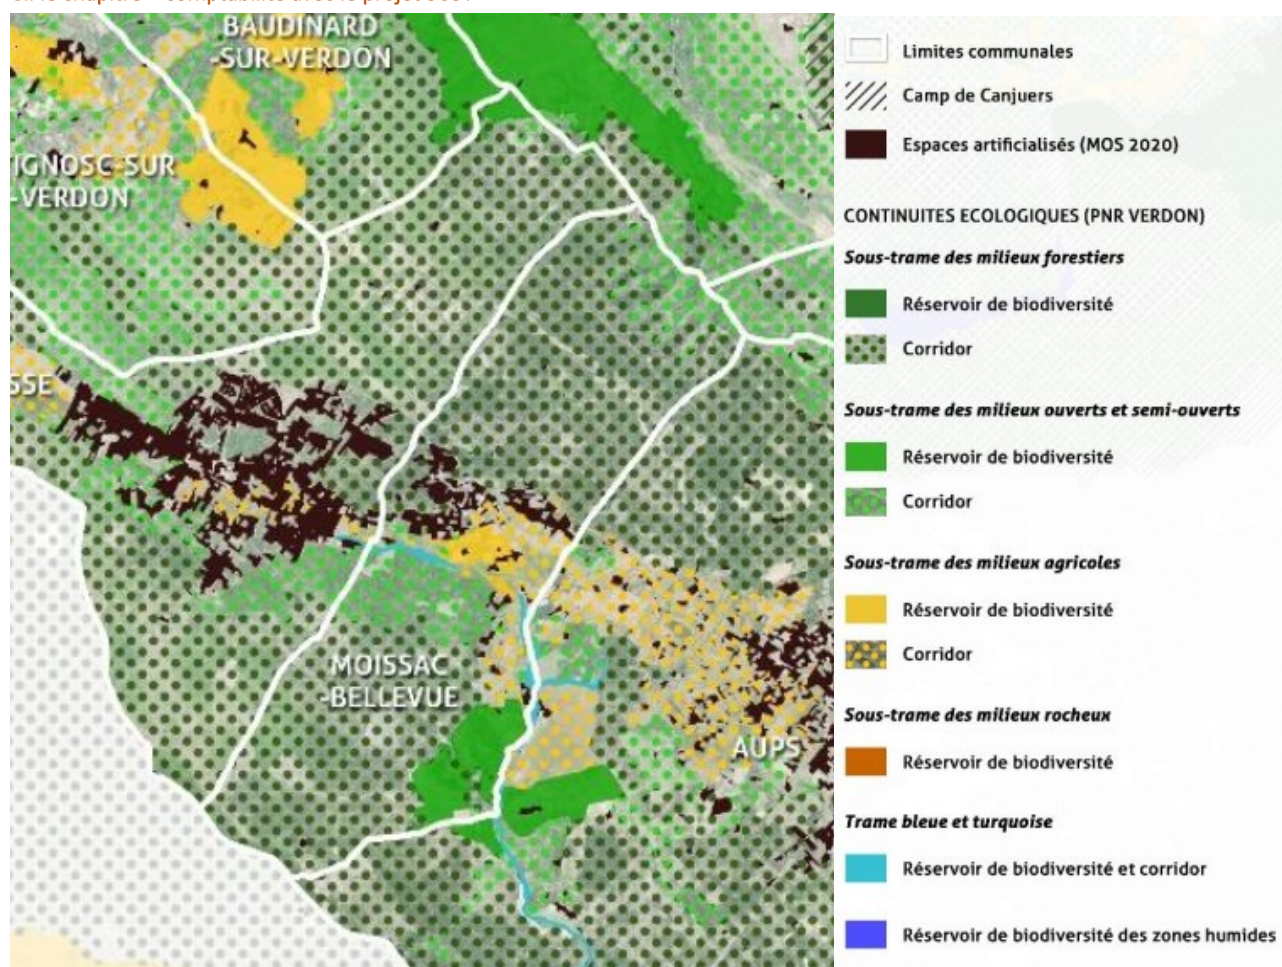 BAUDINARD
-SUR-VERDON
IGNOSC-SUR
-VERDON
SSE
MOISSAC
-BELLEVUE
AUPS
Limites communales
Camp de Canjuers
Espaces artificialisés (MOS 2020)
CONTINUITES ECOLOGIQUES (PNR VERDON)
Sous-trame des milieux forestiers
Réservoir de biodiversité
Corridor
Sous-trame des milieux ouverts et semi-ouverts
Réservoir de biodiversité
Corridor
Sous-trame des milieux agricoles
Réservoir de biodiversité
Corridor
Sous-trame des milieux rocheux
Réservoir de biodiversité
Trame bleue et turquoise
Réservoir de biodiversité et corridor
Réservoir de biodiversité des zones humides